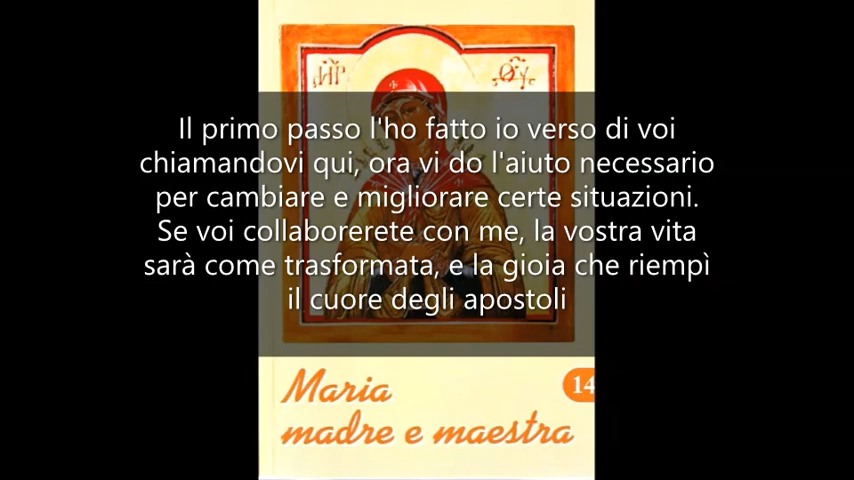 ΜΗΡ
ΘΥ
Il primo passo l'ho fatto io verso di voi
chiamandovi qui, ora vi do l'aiuto necessario
per cambiare e migliorare certe situazioni.
Se voi collaborerete con me, la vostra vita
sarà come trasformata, e la gioia che riempì
il cuore degli apostoli
Maria
14
madre e maestra